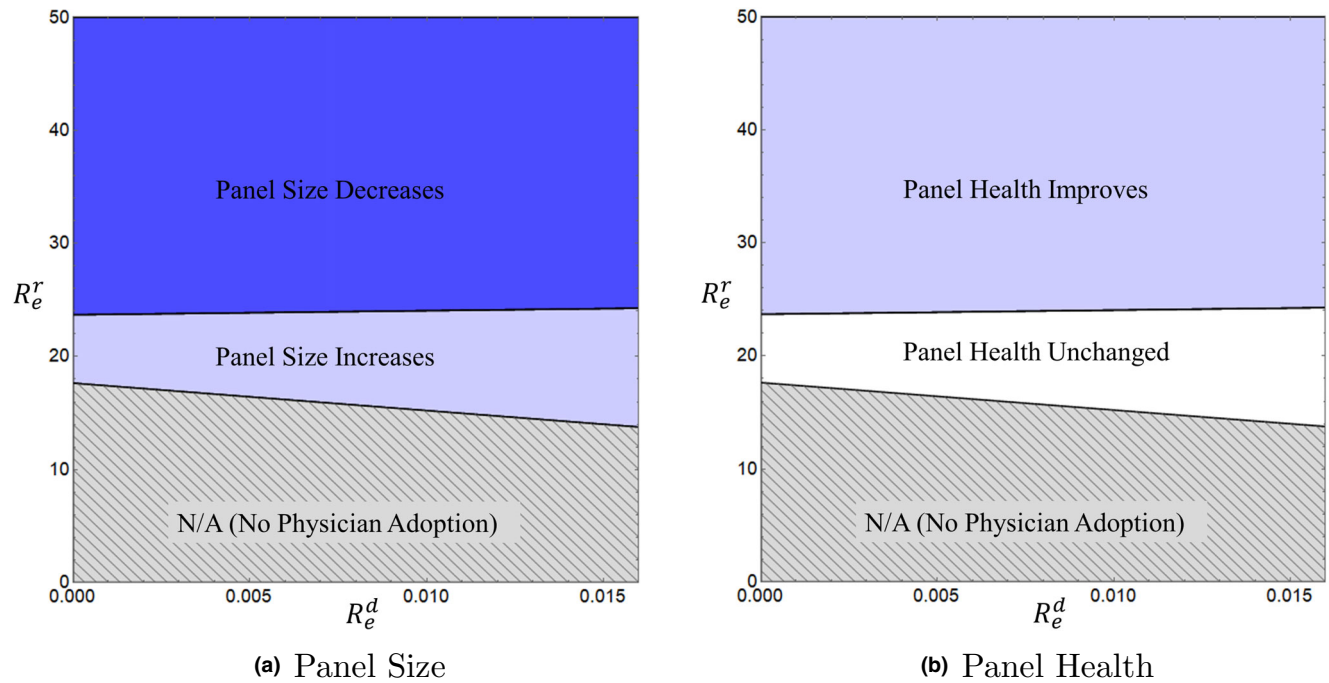 50
40
30
20
10
0
R_e^r
Panel Size Decreases
Panel Size Increases
N/A (No Physician Adoption)
0.000 0.005 0.010 0.015
R_e^d
(a) Panel Size
50
40
30
20
10
0
R_e^r
Panel Health Improves
Panel Health Unchanged
N/A (No Physician Adoption)
0.000 0.005 0.010 0.015
R_e^d
(b) Panel Health